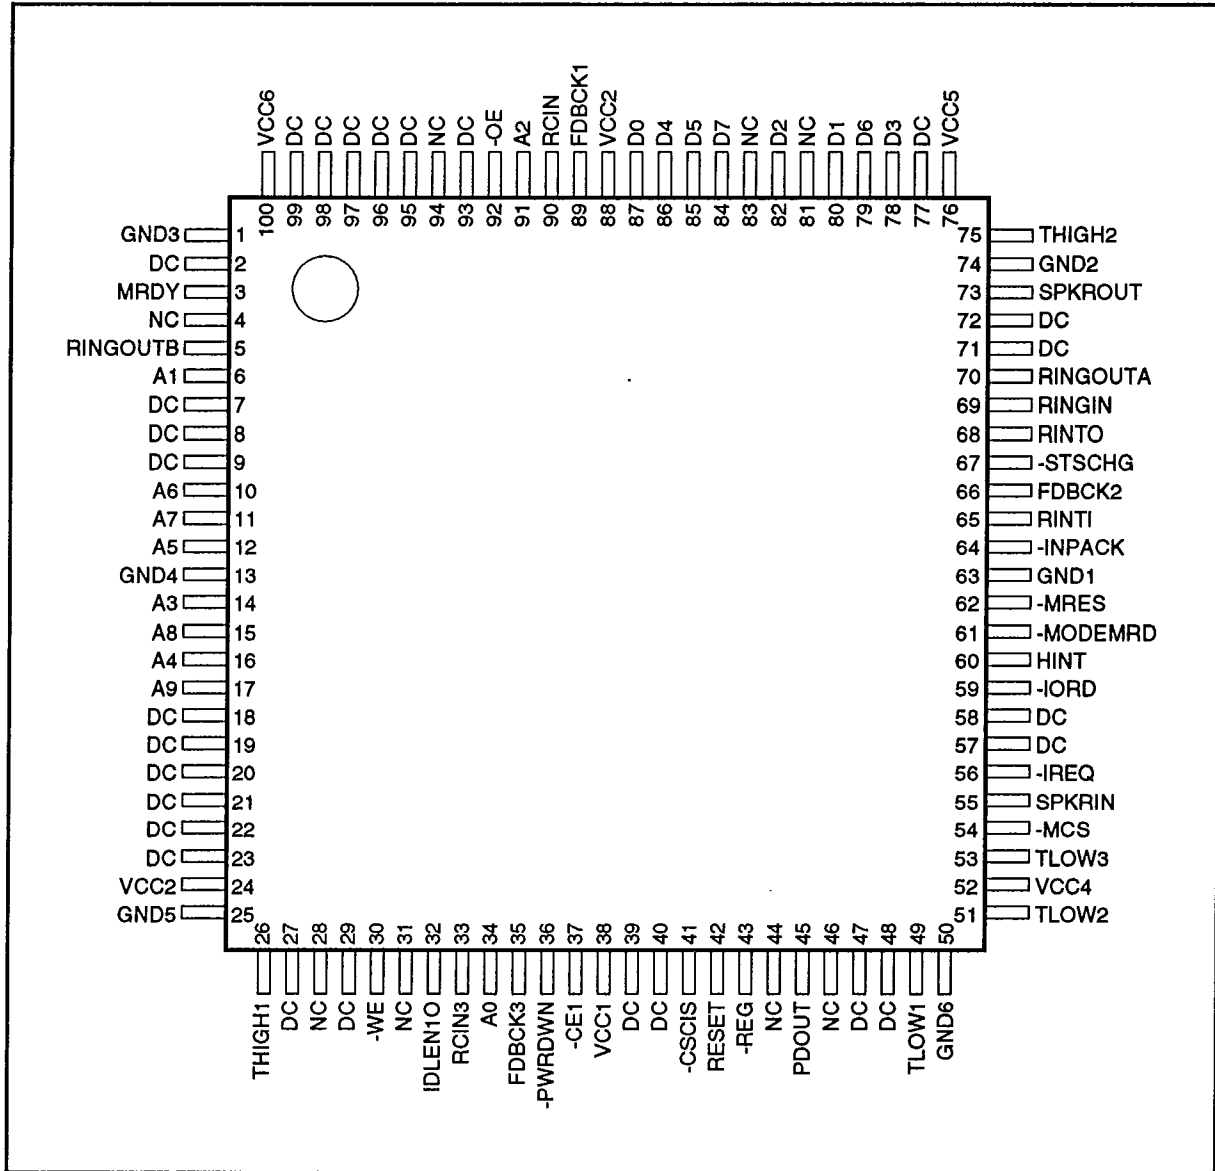 VCC6
DC
DC
DC
DC
DC
NC
DC
-OE
A2
RCIN
FDBCK1
VCC2
D0
D4
D5
D7
NC
D2
NC
D1
D6
D3
DC
VCC5
100
99
98
97
96
95
94
93
92
91
90
89
88
87
86
85
84
83
82
81
80
79
78
77
76
GND3 1
DC 2
MRDY 3
NC 4
RINGOUTB 5
A1 6
DC 7
DC 8
DC 9
A6 10
A7 11
A5 12
GND4 13
A3 14
A8 15
A4 16
A9 17
DC 18
DC 19
DC 20
DC 21
DC 22
DC 23
VCC2 24
GND5 25
75 THIGH2
74 GND2
73 SPKROUT
72 DC
71 DC
70 RINGOUTA
69 RINGIN
68 RINTO
67 -STSCHG
66 FDBCK2
65 RINTI
64 -INPACK
63 GND1
62 -MRES
61 -MODEMRD
60 HINT
59 -IORD
58 DC
57 DC
56 -IREQ
55 SPKRIN
54 -MCS
53 TLOW3
52 VCC4
51 TLOW2
26
27
28
29
30
31
32
33
34
35
36
37
38
39
40
41
42
43
44
45
46
47
48
49
50
THIGH1
DC
NC
DC
-WE
NC
IDLEN1O
RCIN3
A0
FDBCK3
-PWRDWN
-CE1
VCC1
DC
DC
-CSCIS
RESET
-REG
NC
PDOUT
NC
DC
DC
TLOW1
GND6